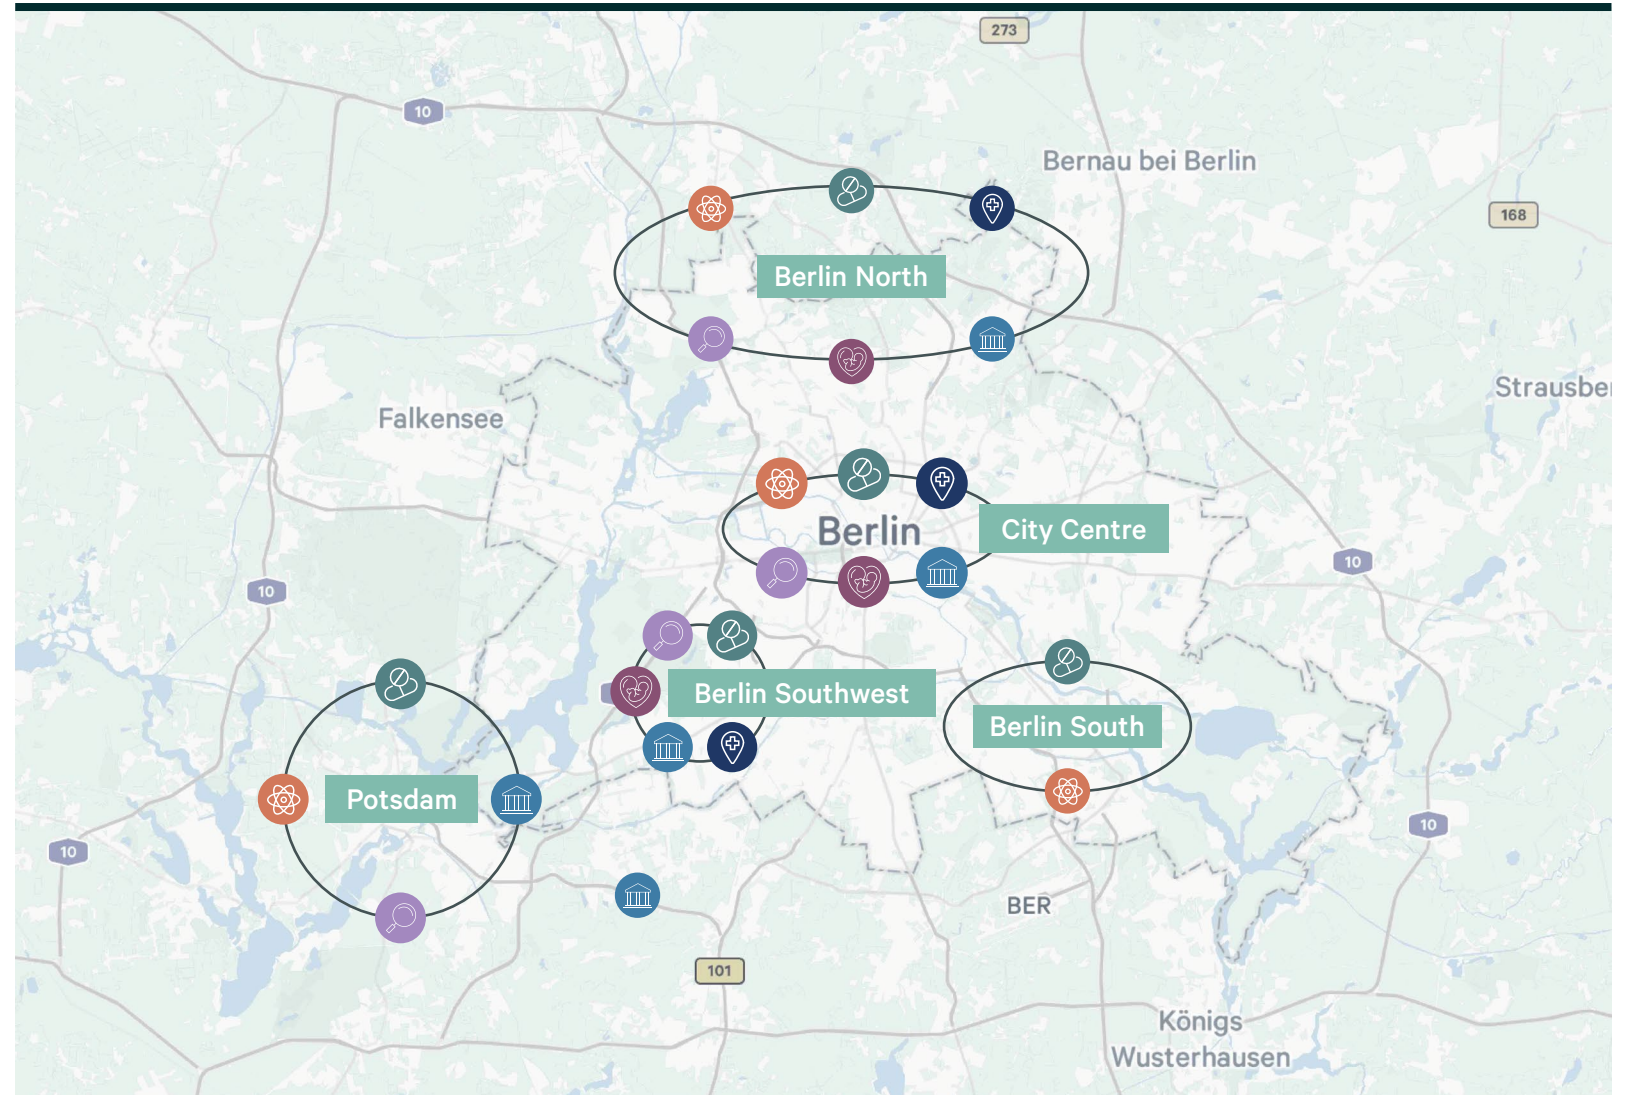 273
10
Bernau bei Berlin
168
Berlin North
Strausber
Falkensee
Berlin
City Centre
10
10
Berlin Southwest
Berlin South
Potsdam
10
10
BER
101
Königs
Wusterhausen